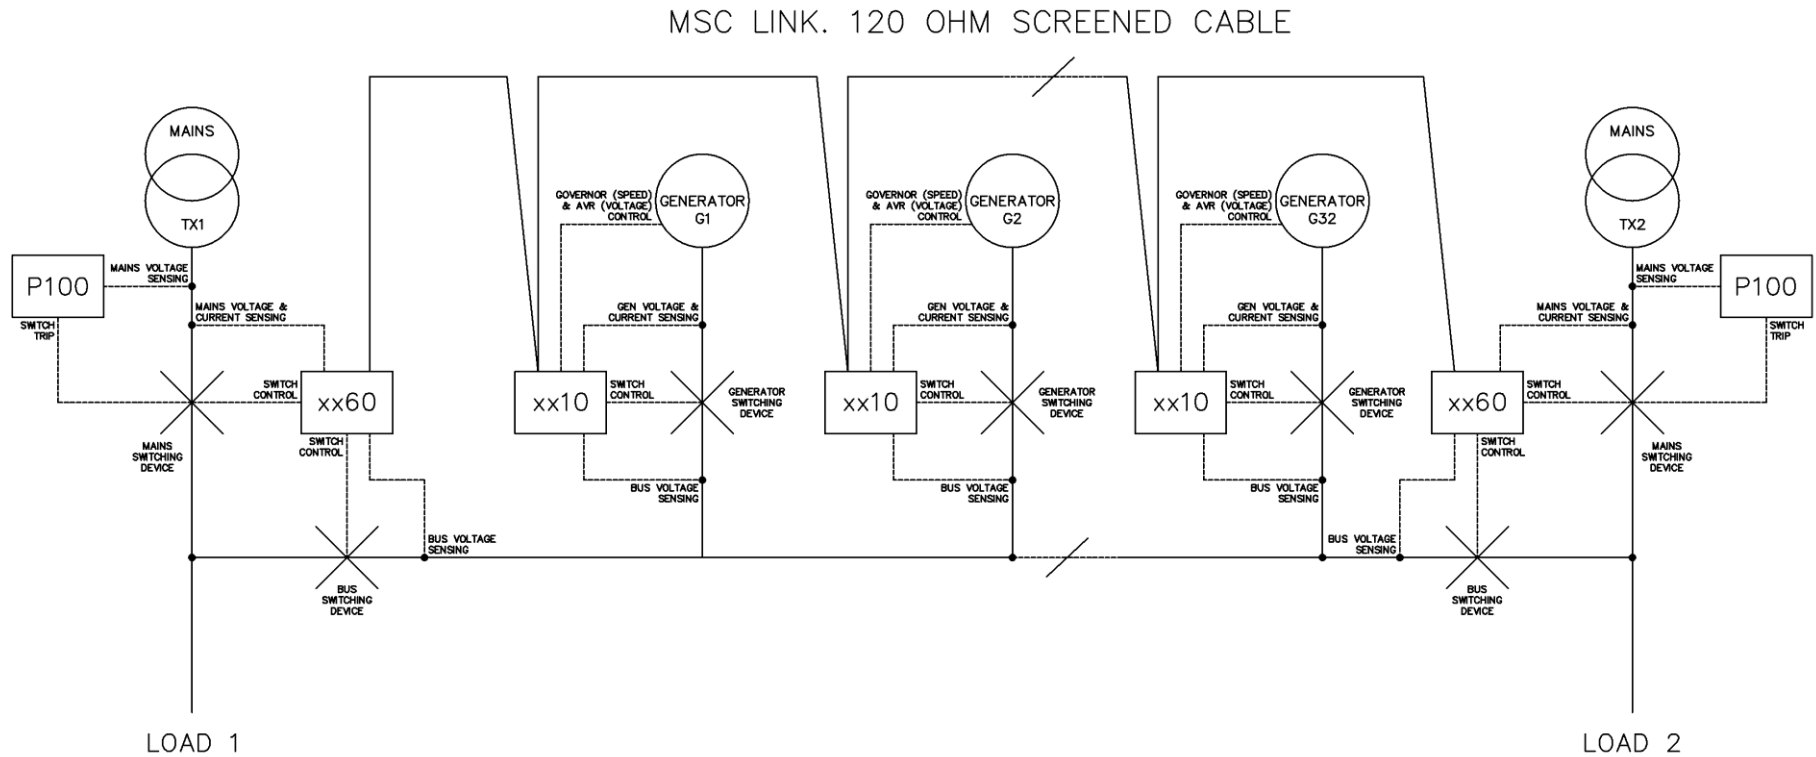 MSC LINK. 120 OHM SCREENED CABLE
MAINS
TX1
P100
MAINS VOLTAGE
SENSING
SWITCH
TRIP
MAINS VOLTAGE &
CURRENT SENSING
SWITCH
CONTROL
xx60
MAINS
SWITCHING
DEVICE
SWITCH
CONTROL
BUS VOLTAGE
SENSING
BUS
SWITCHING
DEVICE
LOAD 1
GOVERNOR (SPEED)
& AVR (VOLTAGE)
CONTROL
GENERATOR
G1
GEN VOLTAGE &
CURRENT SENSING
xx10
SWITCH
CONTROL
GENERATOR
SWITCHING
DEVICE
BUS VOLTAGE
SENSING
GOVERNOR (SPEED)
& AVR (VOLTAGE)
CONTROL
GENERATOR
G2
GEN VOLTAGE &
CURRENT SENSING
xx10
SWITCH
CONTROL
GENERATOR
SWITCHING
DEVICE
BUS VOLTAGE
SENSING
GOVERNOR (SPEED)
& AVR (VOLTAGE)
CONTROL
GENERATOR
G32
GEN VOLTAGE &
CURRENT SENSING
xx10
SWITCH
CONTROL
GENERATOR
SWITCHING
DEVICE
BUS VOLTAGE
SENSING
MAINS
TX2
MAINS VOLTAGE
SENSING
P100
SWITCH
TRIP
MAINS VOLTAGE &
CURRENT SENSING
xx60
SWITCH
CONTROL
MAINS
SWITCHING
DEVICE
SWITCH
CONTROL
BUS VOLTAGE
SENSING
BUS
SWITCHING
DEVICE
LOAD 2